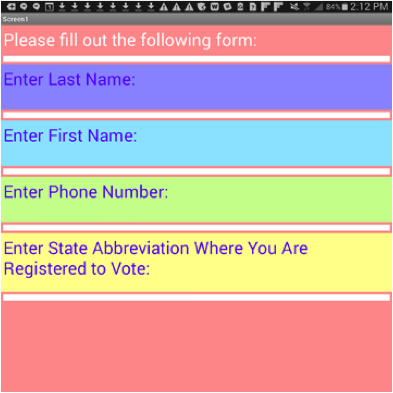 84% 2:12 PM
Screen1
Please fill out the following form:
Enter Last Name:
Enter First Name:
Enter Phone Number:
Enter State Abbreviation Where You Are
Registered to Vote: